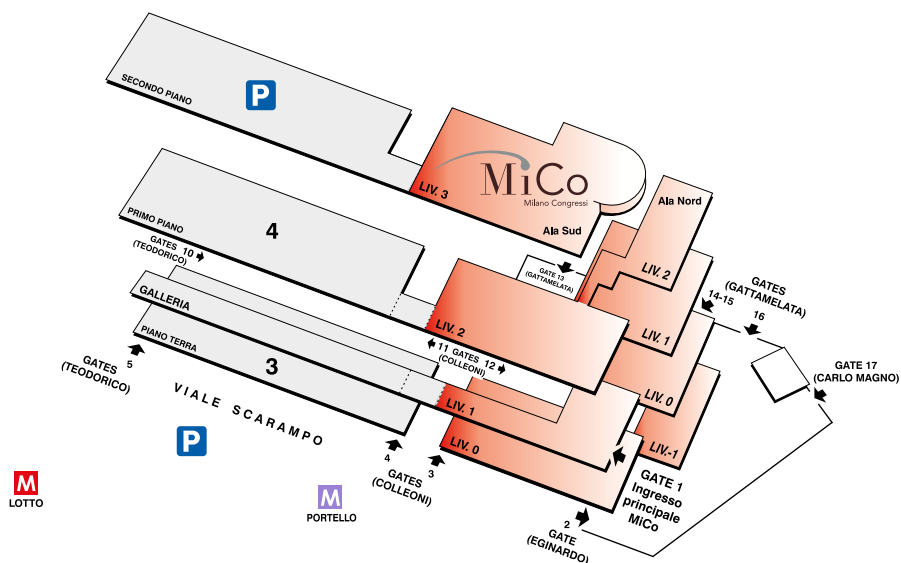 SECONDO PIANO
P
LIV. 3
MiCo
Milano Congressi
Ala Sud
Ala Nord
PRIMO PIANO
4
GATES 10
(TEODORICO)
GATE 13
(GATTAMELATA)
LIV. 2
GATES
(GATTAMELATA)
14-15
16
GALLERIA
LIV. 2
LIV. 1
11 GATES 12
(COLLEONI)
PIANO TERRA
3
GATE 17
(CARLO MAGNO)
GATES
(TEODORICO)
5
VIALE SCARAMPO
LIV. 1
LIV. 0
P
LIV. 0
LIV.-1
4
GATES
(COLLEONI)
3
GATE 1
Ingresso
principale
MiCo
M
LOTTO
M
PORTELLO
2
GATE
(EGINARDO)